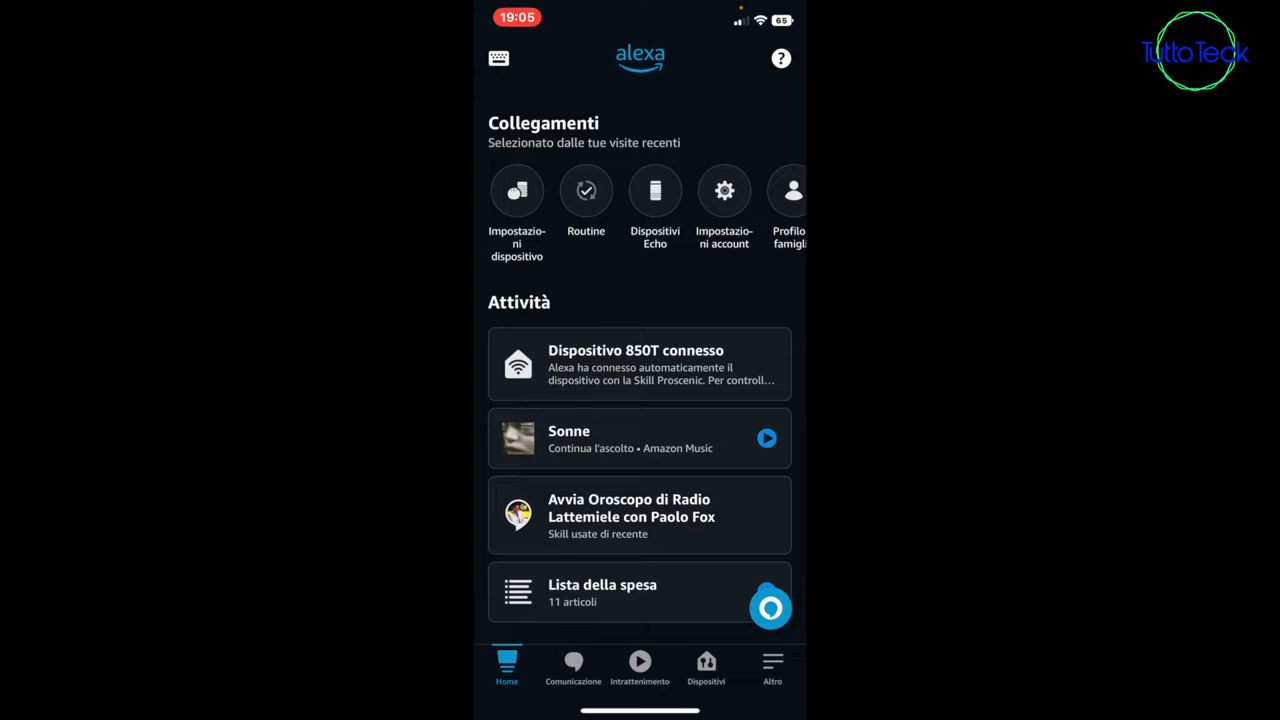 19:05
65
TuttoTeck
alexa
?
Collegamenti
Selezionato dalle tue visite recenti
Impostazio-
ni
dispositivo
Routine
Dispositivi
Echo
Impostazio-
ni account
Profilo
famigli
Attività
Dispositivo 850T connesso
Alexa ha connesso automaticamente il
dispositivo con la Skill Proscenic. Per controll...
Sonne
Continua l'ascolto • Amazon Music
Avvia Oroscopo di Radio
Lattemiele con Paolo Fox
Skill usate di recente
Lista della spesa
11 articoli
Home
Comunicazione
Intrattenimento
Dispositivi
Altro